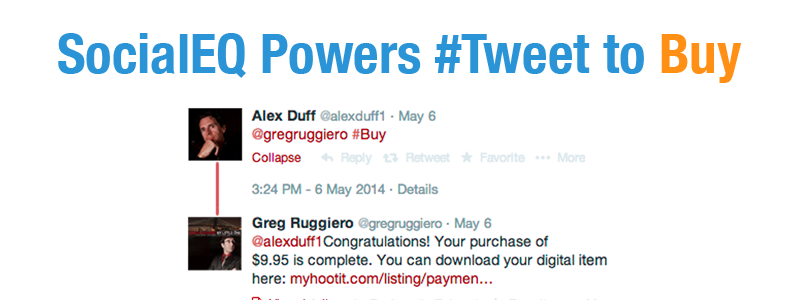 SocialEQ Powers #Tweet to Buy
Alex Duff @alexduff1 · May 6
@gregruggiero #Buy
Collapse Reply Retweet Favorite ••• More
3:24 PM - 6 May 2014 · Details
Greg Ruggiero @gregruggiero · May 6
@alexduff1Congratulations! Your purchase of
$9.95 is complete. You can download your digital item
here: myhootit.com/listing/paymen…